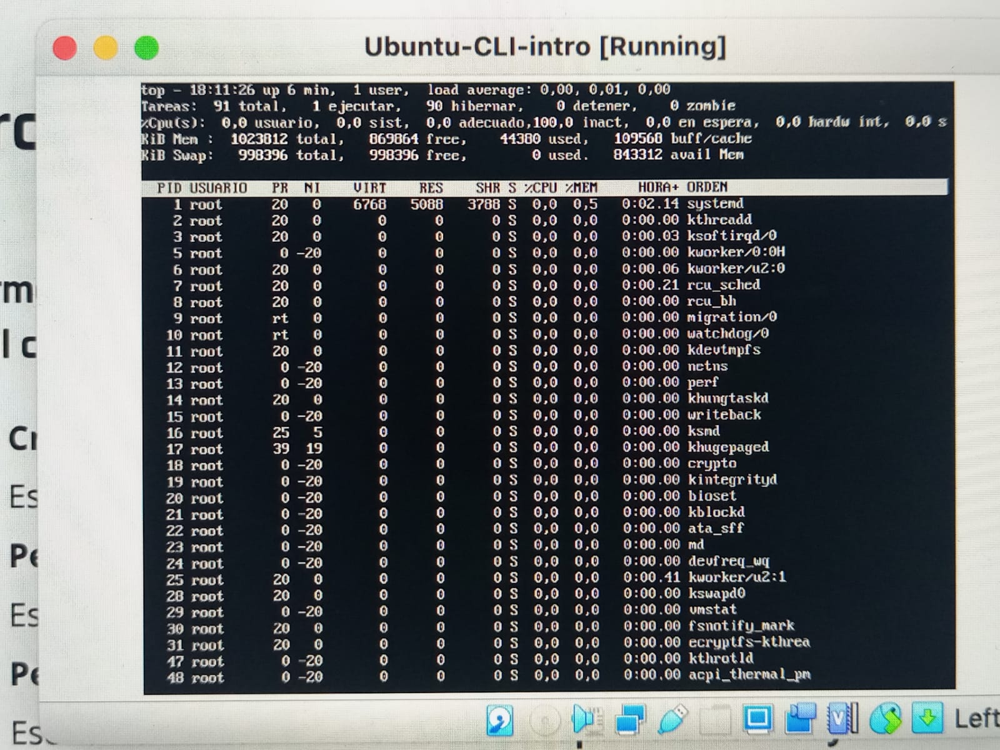 Ubuntu-CLI-intro [Running]
top - 18:11:26 up 6 min, 1 user, load average: 0,00, 0,01, 0,00
Tareas: 91 total, 1 ejecutar, 90 hibernar, 0 detener, 0 zombie
%Cpu(s): 0,0 usuario, 0,0 sist, 0,0 adecuado,100,0 inact, 0,0 en espera, 0,0 hardw int, 0,0 s
KiB Mem : 1023812 total, 869864 free, 44380 used, 109568 buff/cache
KiB Swap: 998396 total, 998396 free, 0 used. 843312 avail Mem
PID USUARIO PR NI VIRT RES SHR S %CPU %MEM HORA+ ORDEN
1 root 20 0 6768 5088 3788 S 0,0 0,5 0:02.14 systemd
2 root 20 0 0 0 0 S 0,0 0,0 0:00.00 kthreadd
3 root 20 0 0 0 0 S 0,0 0,0 0:00.03 ksoftirqd/0
5 root 0 -20 0 0 0 S 0,0 0,0 0:00.00 kworker/0:0H
6 root 20 0 0 0 0 S 0,0 0,0 0:00.06 kworker/u2:0
7 root 20 0 0 0 0 S 0,0 0,0 0:00.21 rcu_sched
8 root 20 0 0 0 0 S 0,0 0,0 0:00.00 rcu_bh
9 root rt 0 0 0 0 S 0,0 0,0 0:00.00 migration/0
10 root rt 0 0 0 0 S 0,0 0,0 0:00.00 watchdog/0
11 root 20 0 0 0 0 S 0,0 0,0 0:00.00 kdevtmpfs
12 root 0 -20 0 0 0 S 0,0 0,0 0:00.00 netns
13 root 0 -20 0 0 0 S 0,0 0,0 0:00.00 perf
14 root 20 0 0 0 0 S 0,0 0,0 0:00.00 khungtaskd
15 root 0 -20 0 0 0 S 0,0 0,0 0:00.00 writeback
16 root 25 5 0 0 0 S 0,0 0,0 0:00.00 ksmd
17 root 39 19 0 0 0 S 0,0 0,0 0:00.00 khugepaged
18 root 0 -20 0 0 0 S 0,0 0,0 0:00.00 crypto
19 root 0 -20 0 0 0 S 0,0 0,0 0:00.00 kintegrityd
20 root 0 -20 0 0 0 S 0,0 0,0 0:00.00 bioset
21 root 0 -20 0 0 0 S 0,0 0,0 0:00.00 kblockd
22 root 0 -20 0 0 0 S 0,0 0,0 0:00.00 ata_sff
23 root 0 -20 0 0 0 S 0,0 0,0 0:00.00 md
24 root 0 -20 0 0 0 S 0,0 0,0 0:00.00 devfreq_wq
25 root 20 0 0 0 0 S 0,0 0,0 0:00.41 kworker/u2:1
28 root 20 0 0 0 0 S 0,0 0,0 0:00.00 kswapd0
29 root 0 -20 0 0 0 S 0,0 0,0 0:00.00 vmstat
30 root 20 0 0 0 0 S 0,0 0,0 0:00.00 fsnotify_mark
31 root 20 0 0 0 0 S 0,0 0,0 0:00.00 ecryptfs-kthrea
47 root 0 -20 0 0 0 S 0,0 0,0 0:00.00 kthrotld
48 root 0 -20 0 0 0 S 0,0 0,0 0:00.00 acpi_thermal_pm
Left